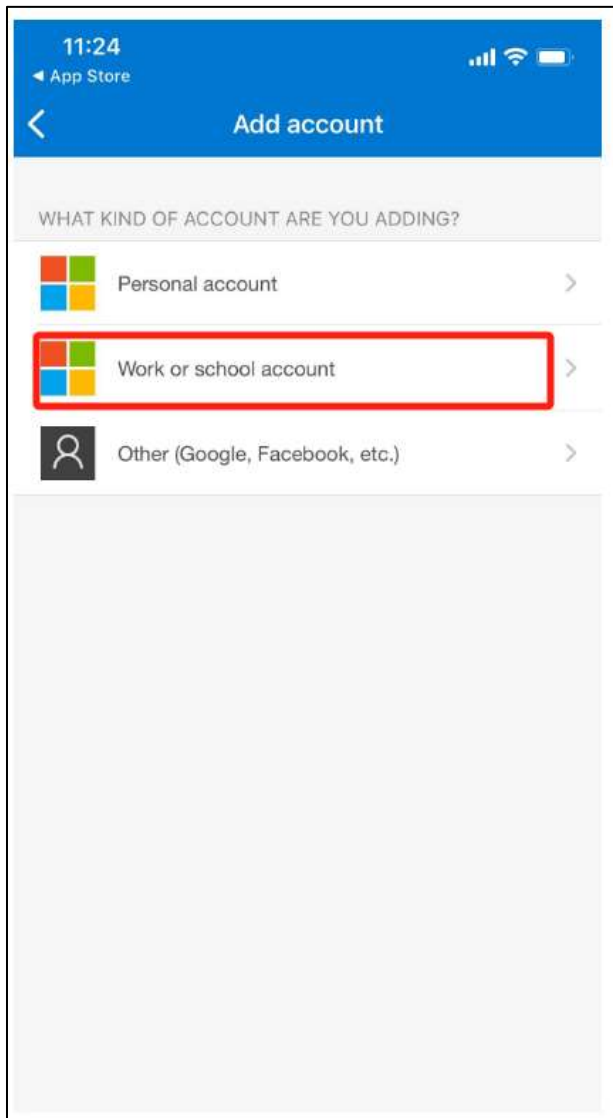 11:24
◀ App Store
Add account
WHAT KIND OF ACCOUNT ARE YOU ADDING?
Personal account
Work or school account
Other (Google, Facebook, etc.)